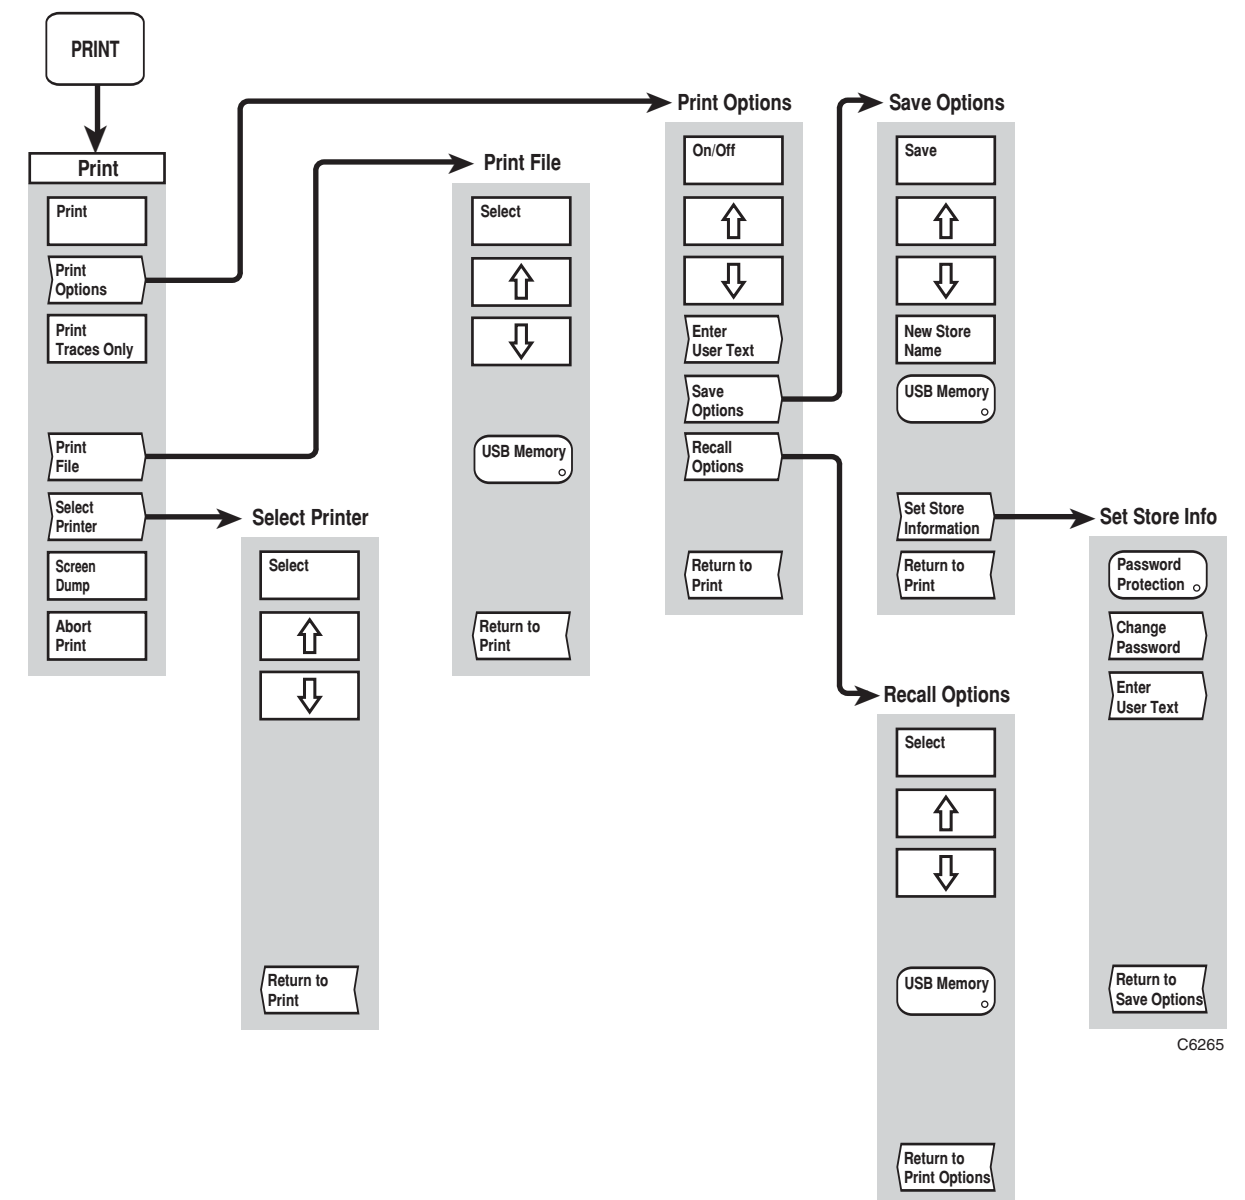 PRINT
Print
Print
Print
Options
Print
Traces Only
Print
File
Select
Printer
Screen
Dump
Abort
Print
Select Printer
Select
Return to
Print
Print File
Select
USB Memory
Return to
Print
Print Options
On/Off
Enter
User Text
Save
Options
Recall
Options
Return to
Print
Save Options
Save
New Store
Name
USB Memory
Set Store
Information
Return to
Print
Recall Options
Select
USB Memory
Return to
Print Options
Set Store Info
Password
Protection
Change
Password
Enter
User Text
Return to
Save Options
C6265